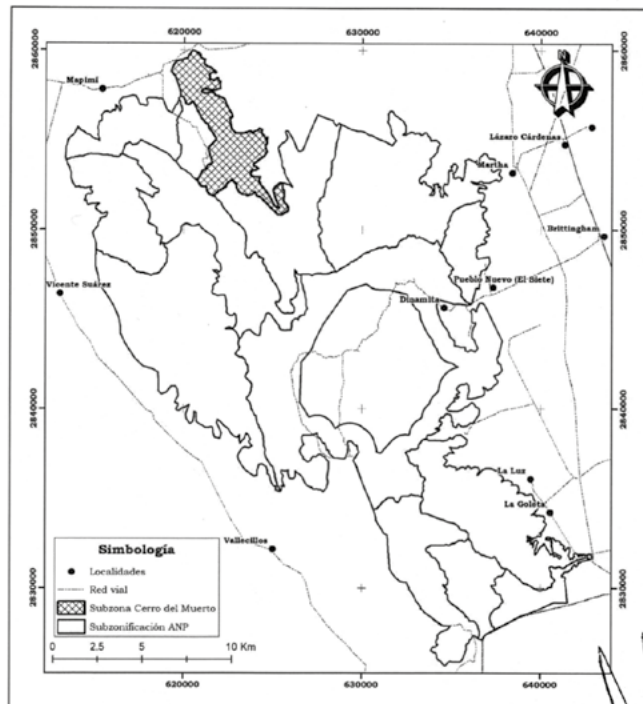 620000 630000 640000
2860000 2860000
N
Mapimí
Lázaro Cárdenas
Martha
2850000 2850000
Brittingham
Pueblo Nuevo (El Siete)
Vicente Suárez
Dinamita
2840000 2840000
La Luz
La Goleta
Vallecillos
2830000 2830000
Simbología
Localidades
Red vial
Subzona Cerro del Muerto
Subzonificación ANP
0 2.5 5 10 Km
620000 630000 640000